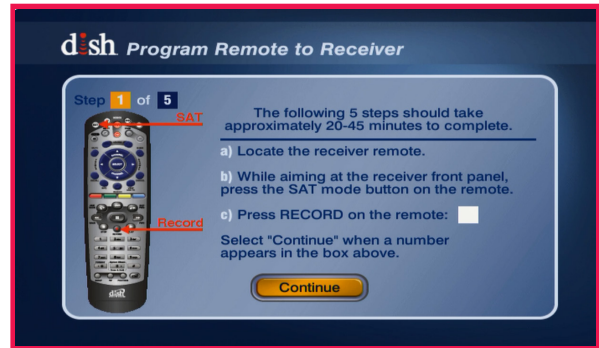 dish Program Remote to Receiver
Step 1 of 5
SAT
Record
dish
The following 5 steps should take
approximately 20-45 minutes to complete.
a) Locate the receiver remote.
b) While aiming at the receiver front panel,
press the SAT mode button on the remote.
c) Press RECORD on the remote:
Select "Continue" when a number
appears in the box above.
Continue